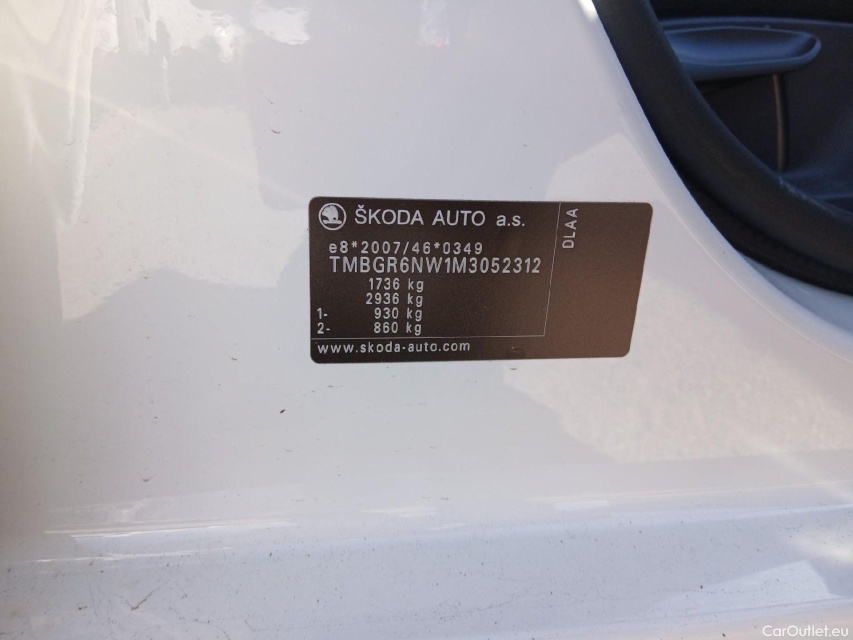 ŠKODA AUTO a.s.
DLAA
e8*2007/46*0349
TMBGR6NW1M3052312
1736 kg
2936 kg
1- 930 kg
2- 860 kg
www.skoda-auto.com
CarOutlet.eu